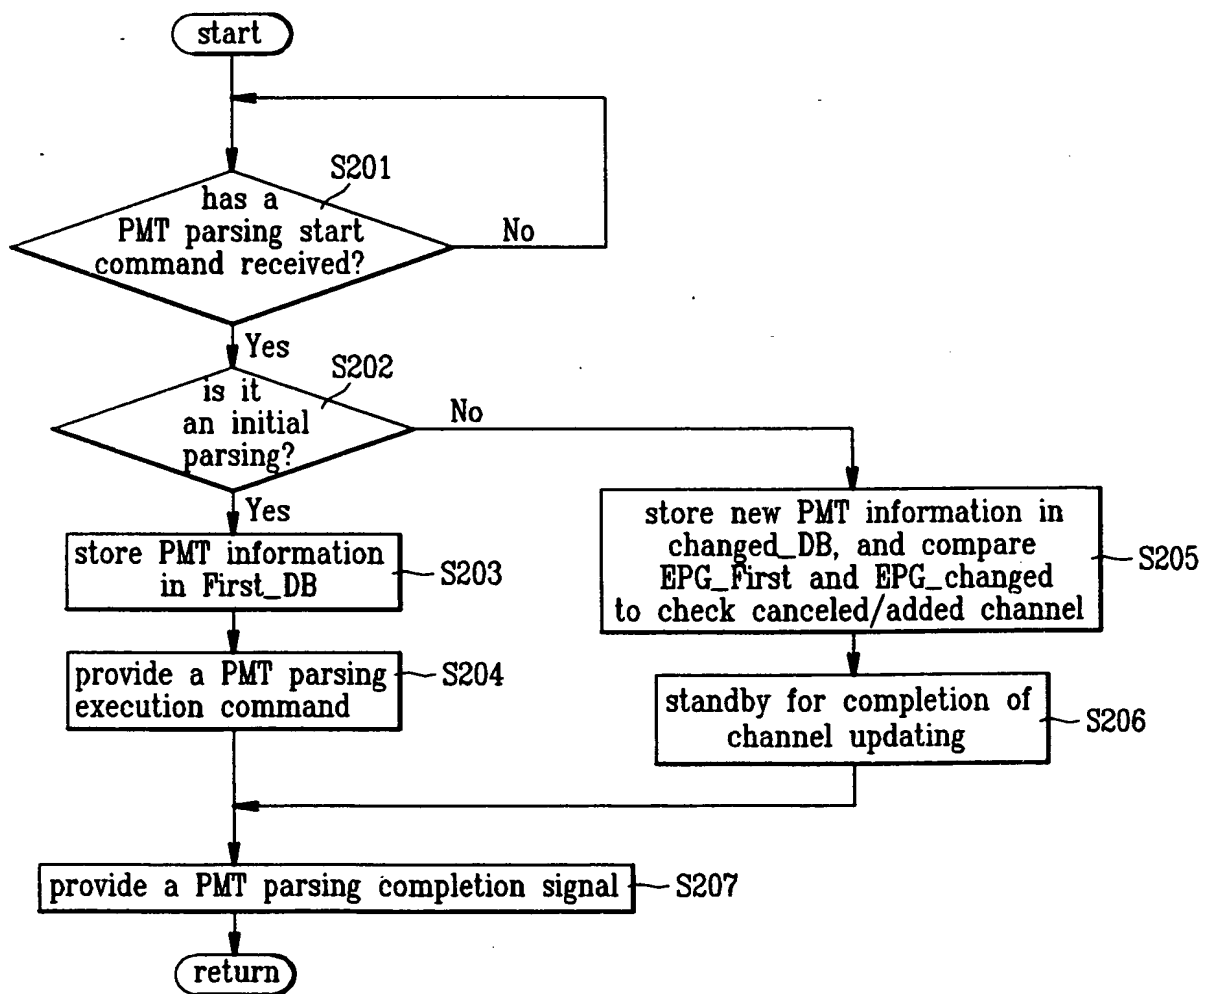 start
S201
has a
PMT parsing start
command received?
No
Yes
S202
is it
an initial
parsing?
No
Yes
store PMT information
in First_DB
S203
store new PMT information in
changed_DB, and compare
EPG_First and EPG_changed
to check canceled/added channel
S205
provide a PMT parsing
execution command
S204
standby for completion of
channel updating
S206
provide a PMT parsing completion signal
S207
return